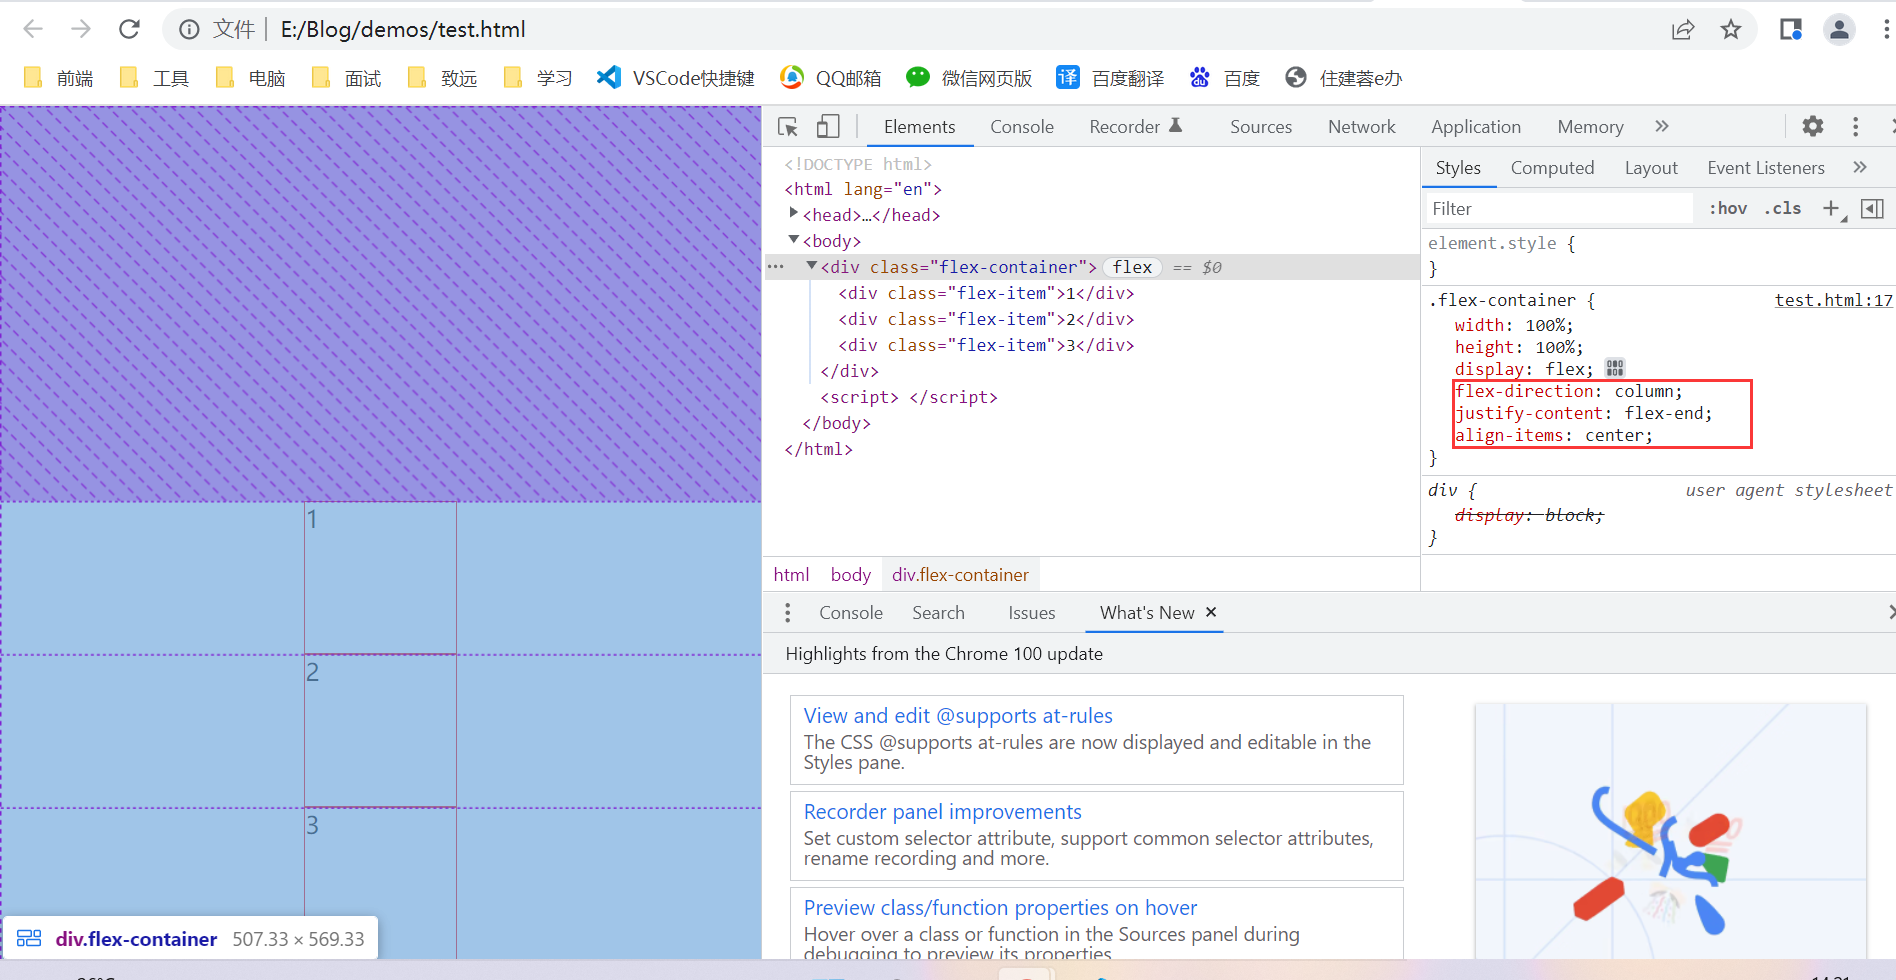 文件 E:/Blog/demos/test.html
前端 工具 电脑 面试 致远 学习 VSCode快捷键 QQ邮箱 微信网页版 译 百度翻译 du 百度 住建蓉e办
Elements Console Recorder Sources Network Application Memory »
<!DOCTYPE html>
<html lang="en">
<head>…</head>
<body>
··· <div class="flex-container"> flex == $0
<div class="flex-item">1</div>
<div class="flex-item">2</div>
<div class="flex-item">3</div>
</div>
<script> </script>
</body>
</html>
html body div.flex-container
Styles Computed Layout Event Listeners »
Filter :hov .cls +
element.style {
}
.flex-container { test.html:17
width: 100%;
height: 100%;
display: flex;
flex-direction: column;
justify-content: flex-end;
align-items: center;
}
div { user agent stylesheet
display: block;
}
1
2
3
div.flex-container 507.33 × 569.33
Console Search Issues What's New ×
Highlights from the Chrome 100 update
View and edit @supports at-rules
The CSS @supports at-rules are now displayed and editable in the
Styles pane.
Recorder panel improvements
Set custom selector attribute, support common selector attributes,
rename recording and more.
Preview class/function properties on hover
Hover over a class or function in the Sources panel during
debugging to preview its properties